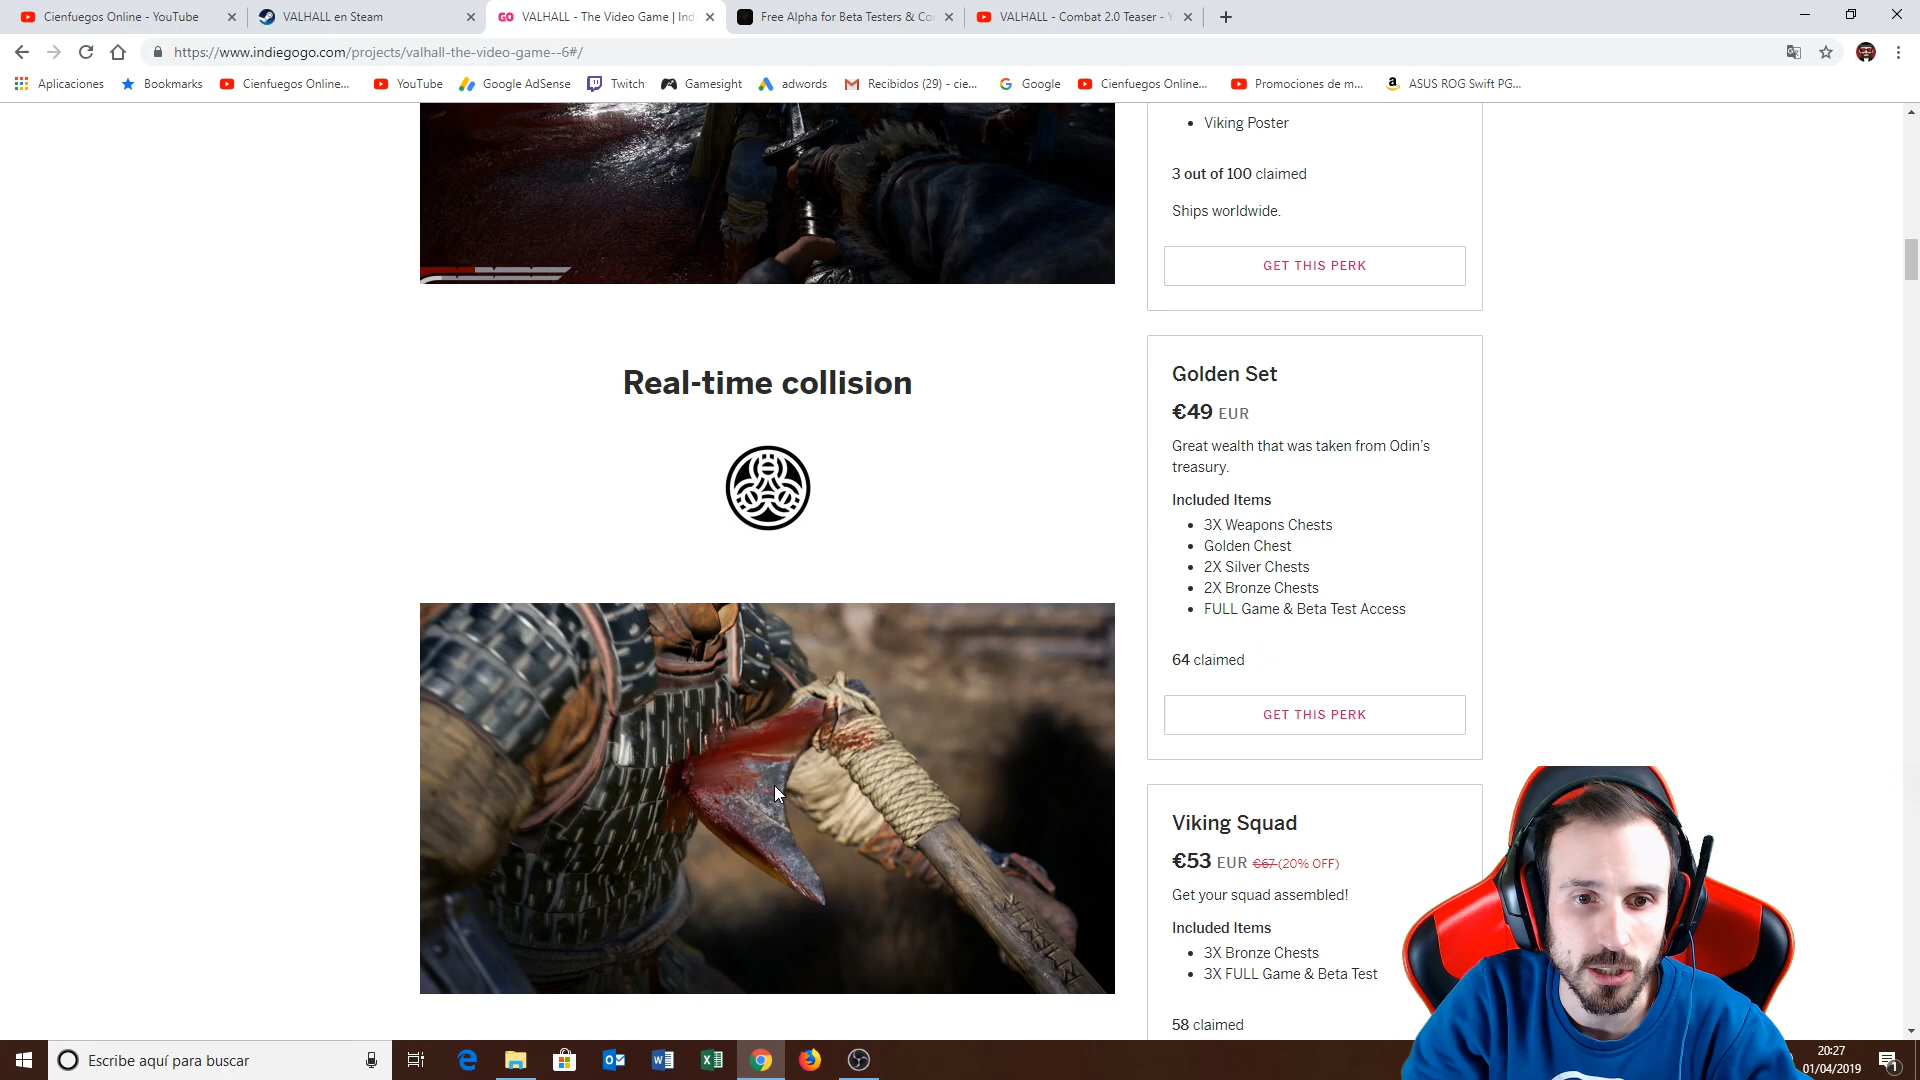 Cienfuegos Online - YouTube
VALHALL en Steam
GO VALHALL - The Video Game | Ind
Free Alpha for Beta Testers & Co
VALHALL - Combat 2.0 Teaser - Y
https://www.indiegogo.com/projects/valhall-the-video-game--6#/
Aplicaciones
Bookmarks
Cienfuegos Online...
YouTube
Google AdSense
Twitch
Gamesight
adwords
Recibidos (29) - cie...
Google
Cienfuegos Online...
Promociones de m...
ASUS ROG Swift PG...
Viking Poster
3 out of 100 claimed
Ships worldwide.
GET THIS PERK
Real-time collision
Golden Set
€49 EUR
Great wealth that was taken from Odin's
treasury.
Included Items
3X Weapons Chests
Golden Chest
2X Silver Chests
2X Bronze Chests
FULL Game & Beta Test Access
64 claimed
GET THIS PERK
Viking Squad
€53 EUR €67 (20% OFF)
Get your squad assembled!
Included Items
3X Bronze Chests
3X FULL Game & Beta Test
58 claimed
Escribe aquí para buscar
20:27
01/04/2019
1